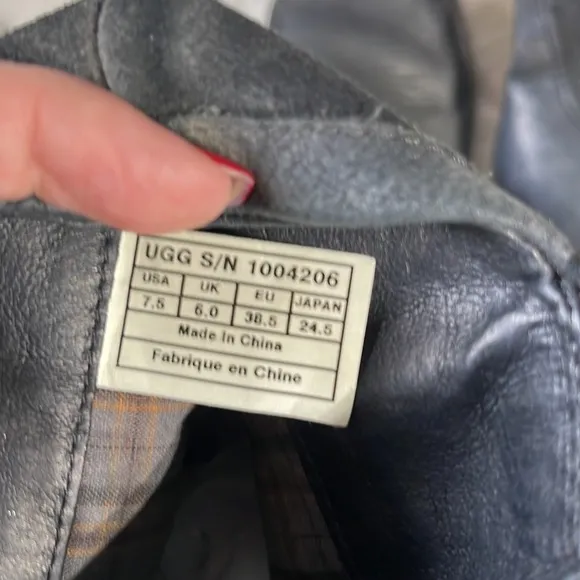 UGG S/N 1004206
USA UK EU JAPAN
7.5 6.0 38.5 24.5
Made In China
Fabrique en Chine